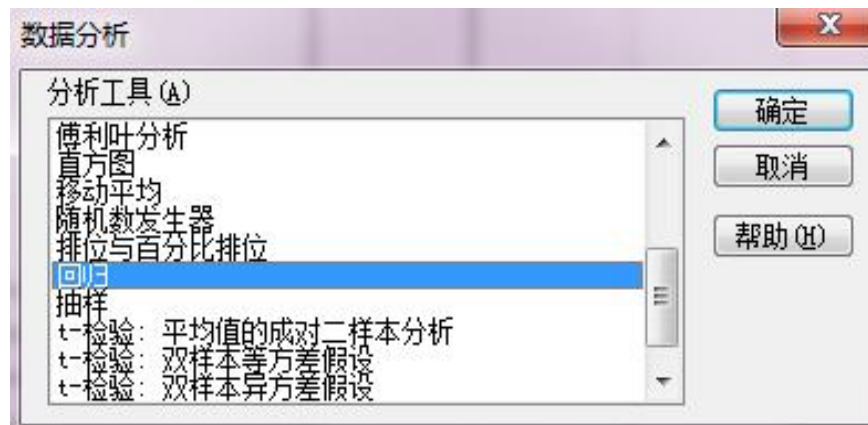 数据分析
分析工具(A)
傅利叶分析
直方图
移动平均
随机数发生器
排位与百分比排位
回归
抽样
t-检验: 平均值的成对二样本分析
t-检验: 双样本等方差假设
t-检验: 双样本异方差假设
确定
取消
帮助(H)